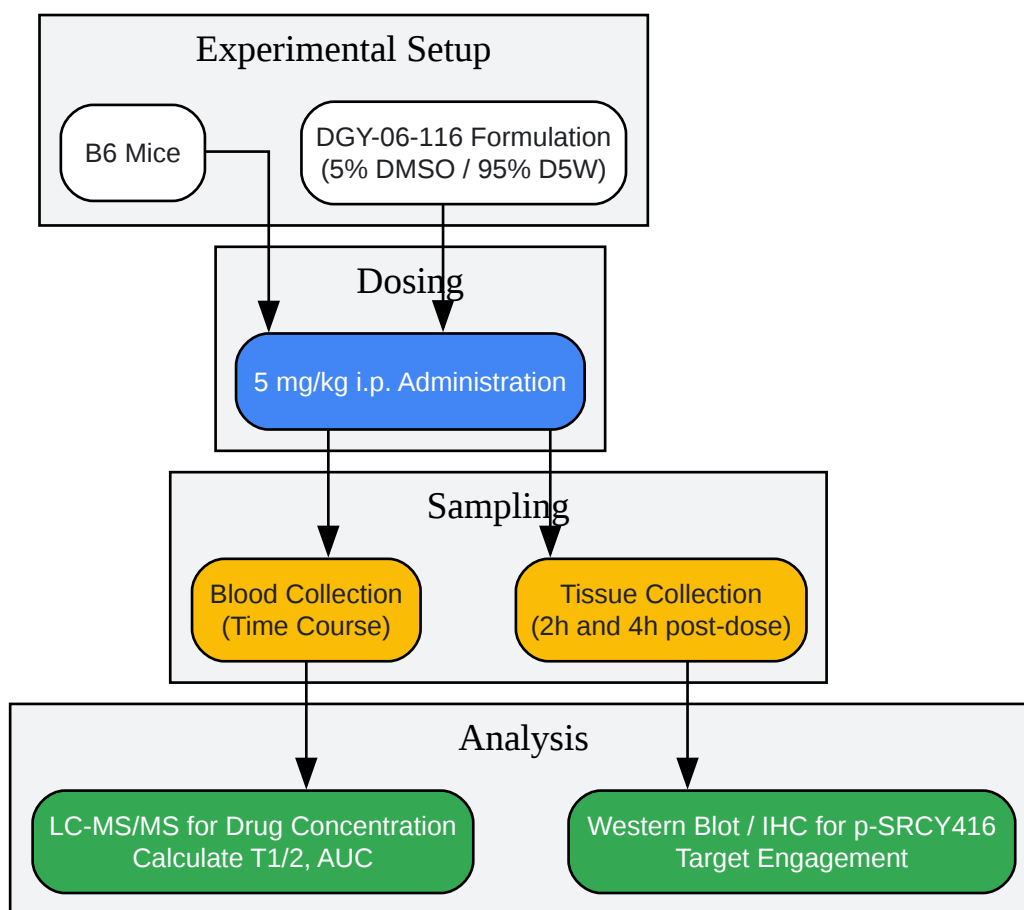 Experimental Setup
B6 Mice
DGY-06-116 Formulation
(5% DMSO / 95% D5W)
Dosing
5 mg/kg i.p. Administration
Sampling
Blood Collection
(Time Course)
Tissue Collection
(2h and 4h post-dose)
Analysis
LC-MS/MS for Drug Concentration
Calculate T1/2, AUC
Western Blot / IHC for p-SRCY416
Target Engagement